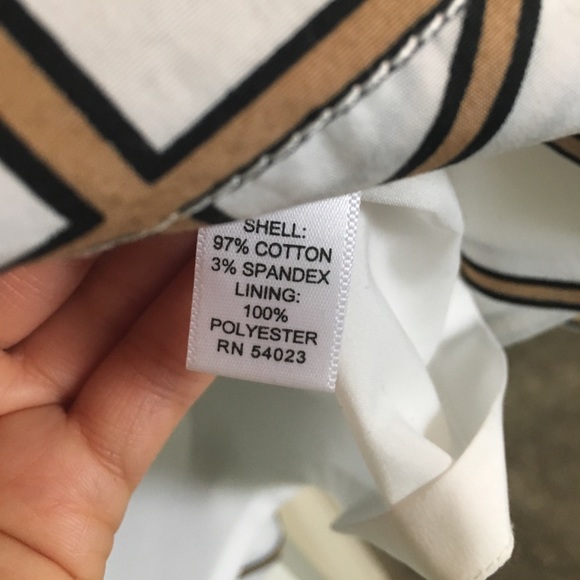 SHELL:
97% COTTON
3% SPANDEX
LINING:
100%
POLYESTER
RN 54023